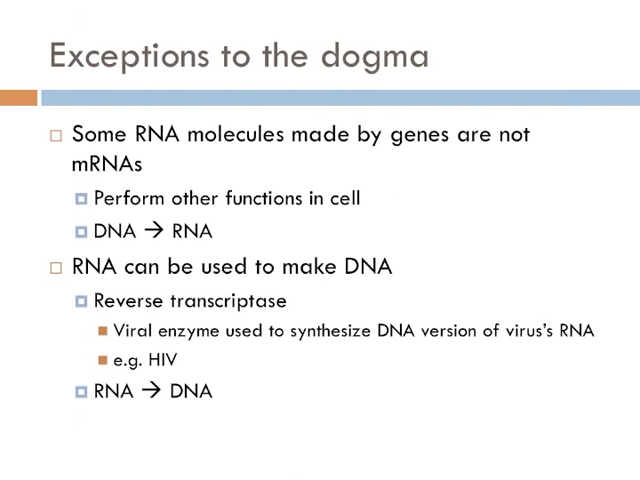 Exceptions to the dogma
Some RNA molecules made by genes are not
mRNAs
Perform other functions in cell
DNA → RNA
RNA can be used to make DNA
Reverse transcriptase
Viral enzyme used to synthesize DNA version of virus's RNA
e.g. HIV
RNA → DNA